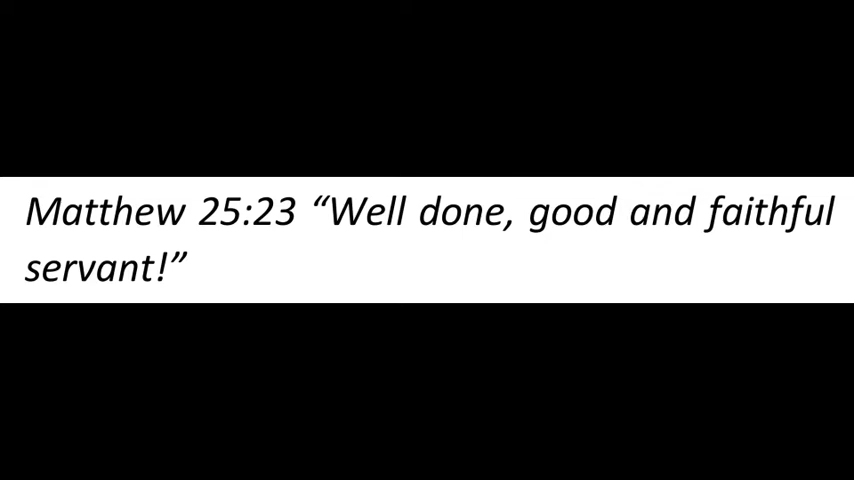 Matthew 25:23 “Well done, good and faithful
servant!”